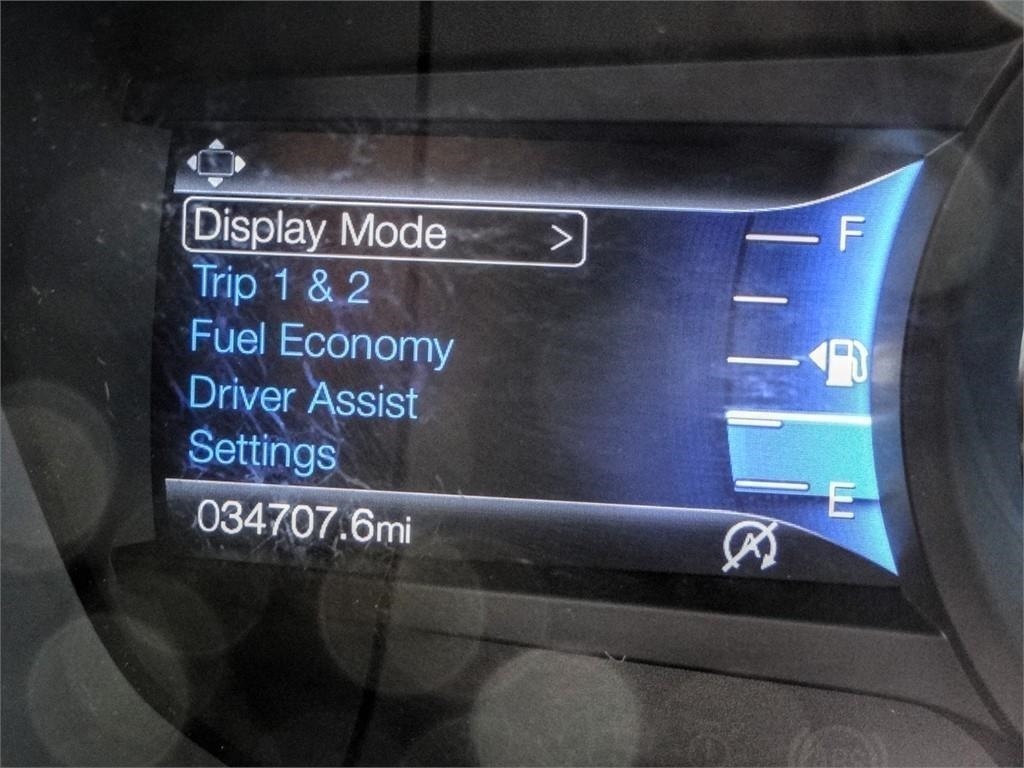 Display Mode >
Trip 1 & 2
Fuel Economy
Driver Assist
Settings
034707.6mi
F
E
A